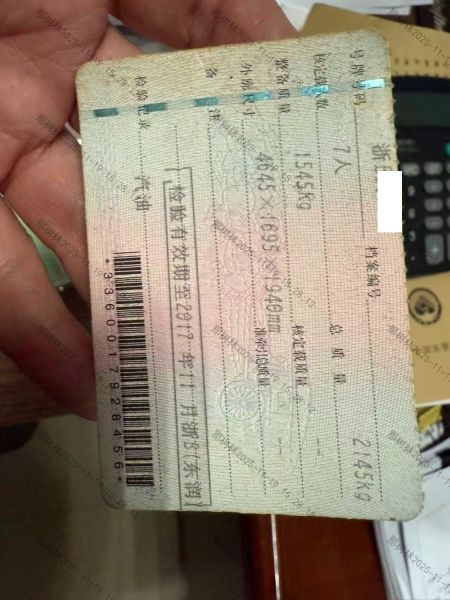 号牌号码 浙 档案编号
核定载人数 7人 总质量 2145kg
整备质量 1545kg 核定载质量 --
外廓尺寸 4645×1695×1940mm 准牵引总质量 --
备注
检验有效期至2017年11月浙B(东润)
检验记录 汽油
*3360017928456*